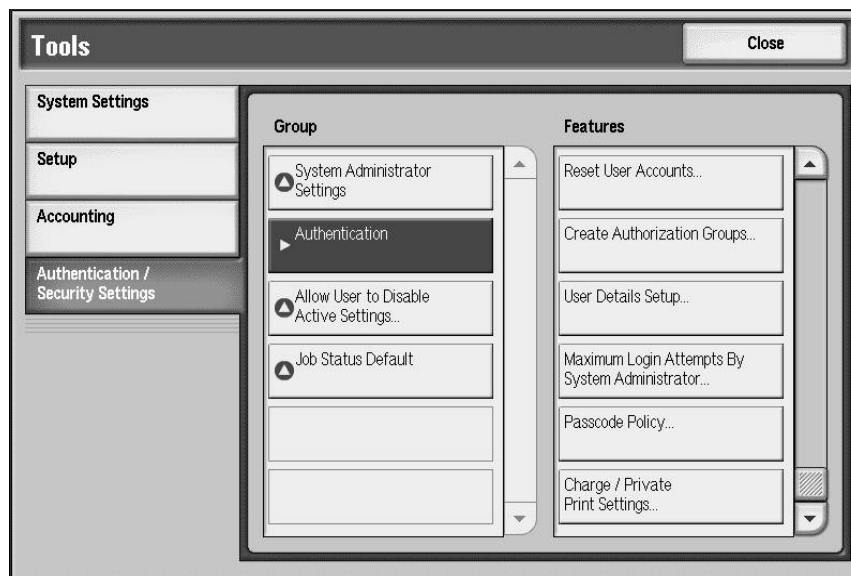 Tools
Close
System Settings
Setup
Accounting
Authentication /
Security Settings
Group
System Administrator
Settings
Authentication
Allow User to Disable
Active Settings...
Job Status Default
Features
Reset User Accounts...
Create Authorization Groups...
User Details Setup...
Maximum Login Attempts By
System Administrator...
Passcode Policy...
Charge / Private
Print Settings...